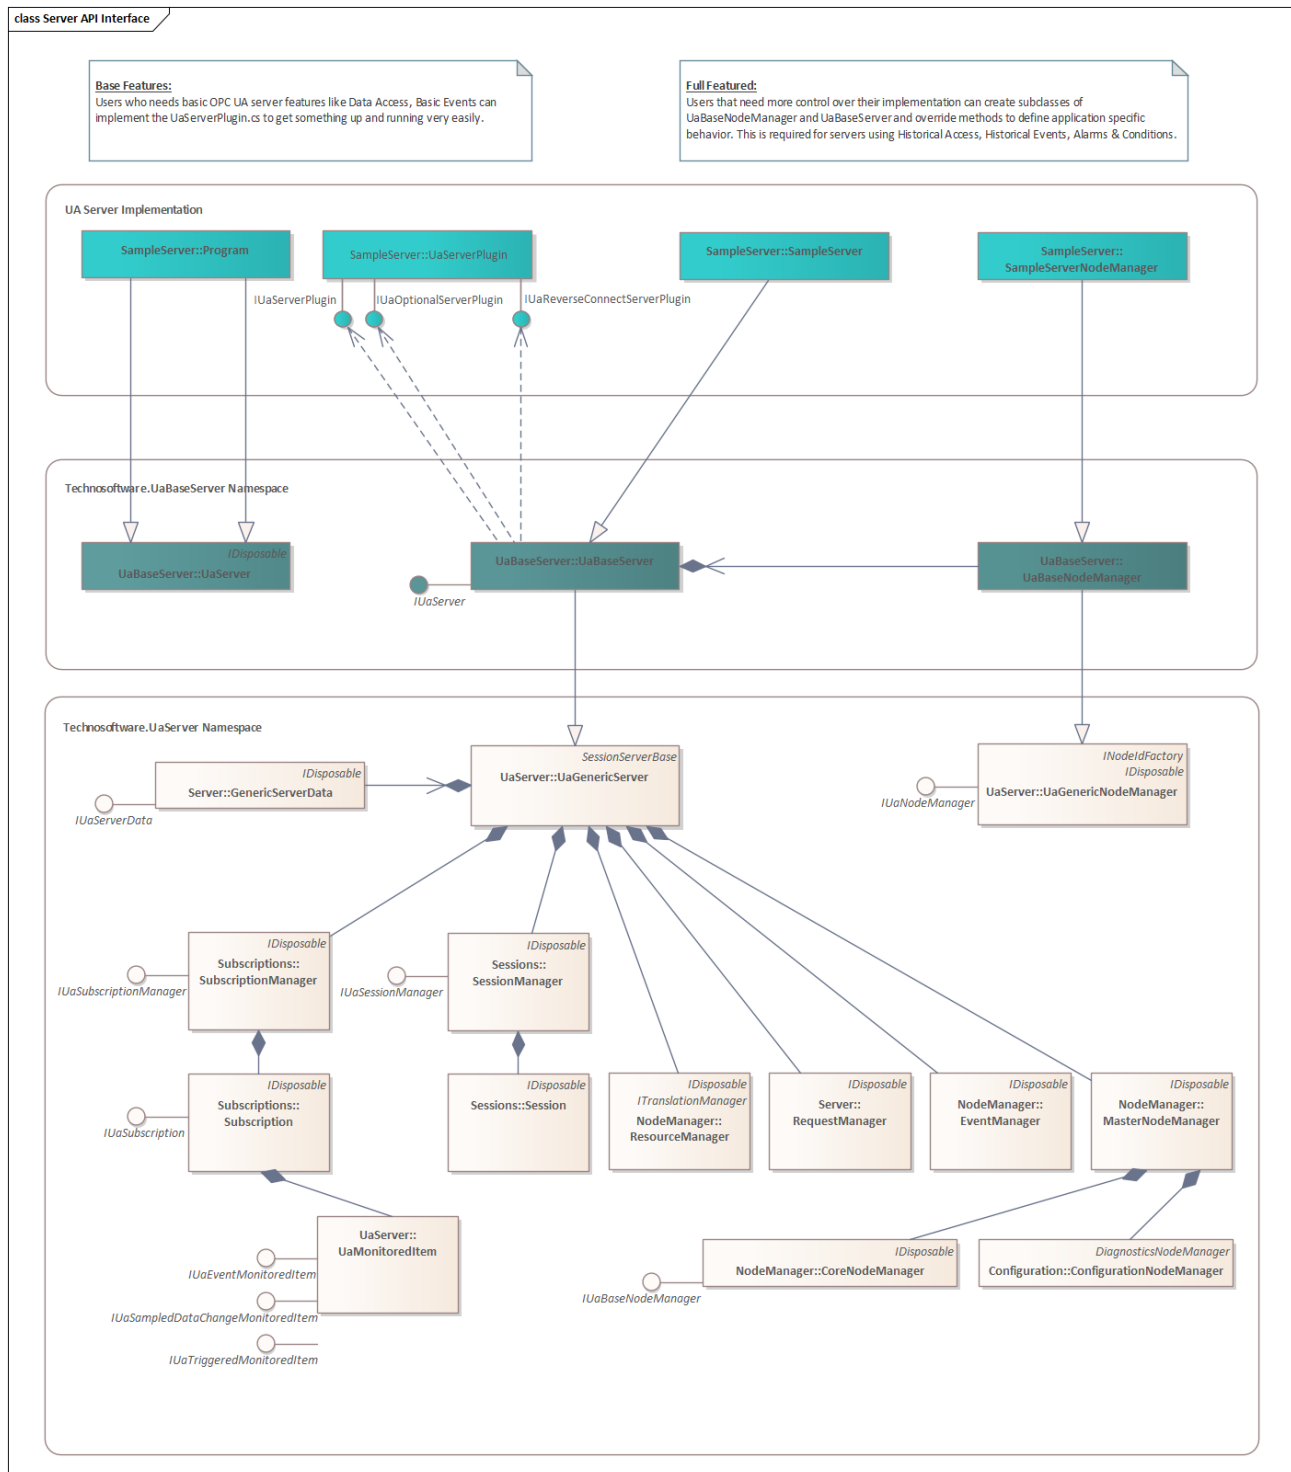 class Server API Interface
Base Features:
Users who needs basic OPC UA server features like Data Access, Basic Events can
implement the UaServerPlugin.cs to get something up and running very easily.
Full Featured:
Users that need more control over their implementation can create subclasses of
UaBaseNodeManager and UaBaseServer and override methods to define application specific
behavior. This is required for servers using Historical Access, Historical Events, Alarms & Conditions.
UA Server Implementation
SampleServer::Program
SampleServer::UaServerPlugin
SampleServer::SampleServer
SampleServer::
SampleServerNodeManager
IUaServerPlugin
IUaOptionalServerPlugin
IUaReverseConnectServerPlugin
Technosoftware.UaBaseServer Namespace
IDisposable
UaBaseServer::UaServer
UaBaseServer::UaBaseServer
IUaServer
UaBaseServer::
UaBaseNodeManager
Technosoftware.UaServer Namespace
IDisposable
Server::GenericServerData
IUaServerData
SessionServerBase
UaServer::UaGenericServer
INodeIdFactory
IDisposable
UaServer::UaGenericNodeManager
IUaNodeManager
IDisposable
Subscriptions::
SubscriptionManager
IUaSubscriptionManager
IDisposable
Sessions::
SessionManager
IUaSessionManager
IDisposable
Subscriptions::
Subscription
IUaSubscription
IDisposable
Sessions::Session
IDisposable
ITranslationManager
NodeManager::
ResourceManager
IDisposable
Server::
RequestManager
IDisposable
NodeManager::
EventManager
IDisposable
NodeManager::
MasterNodeManager
UaServer::
UaMonitoredItem
IUaEventMonitoredItem
IUaSampledDataChangeMonitoredItem
IUaTriggeredMonitoredItem
IDisposable
NodeManager::CoreNodeManager
IUaBaseNodeManager
DiagnosticsNodeManager
Configuration::ConfigurationNodeManager